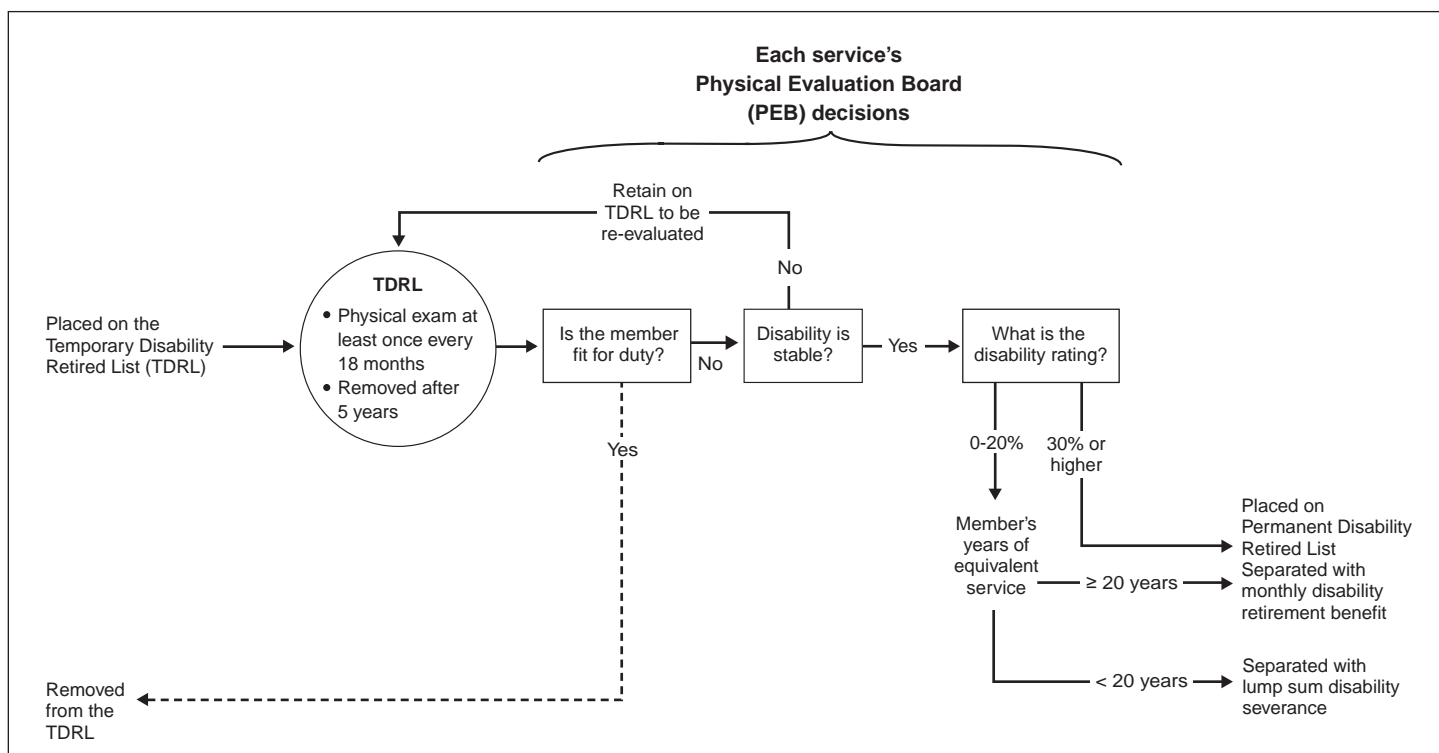 Each service's
Physical Evaluation Board
(PEB) decisions
Retain on
TDRL to be
re-evaluated
No
Placed on the
Temporary Disability
Retired List (TDRL)
TDRL
• Physical exam at
least once every
18 months
• Removed after
5 years
Is the member
fit for duty?
No
Disability is
stable?
Yes
What is the
disability rating?
Yes
0-20%
30% or
higher
Member's
years of
equivalent
service
Placed on
Permanent Disability
Retired List
≥ 20 years
Separated with
monthly disability
retirement benefit
< 20 years
Separated with
lump sum disability
severance
Removed
from the
TDRL